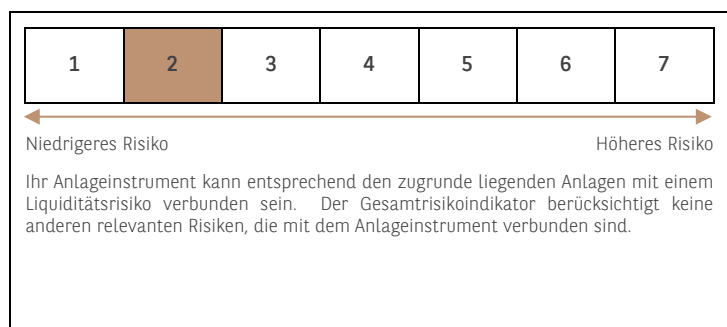 1 2 3 4 5 6 7
Niedrigeres Risiko Höheres Risiko
Ihr Anlageinstrument kann entsprechend den zugrunde liegenden Anlagen mit einem
Liquiditätsrisiko verbunden sein. Der Gesamtrisikoindikator berücksichtigt keine
anderen relevanten Risiken, die mit dem Anlageinstrument verbunden sind.